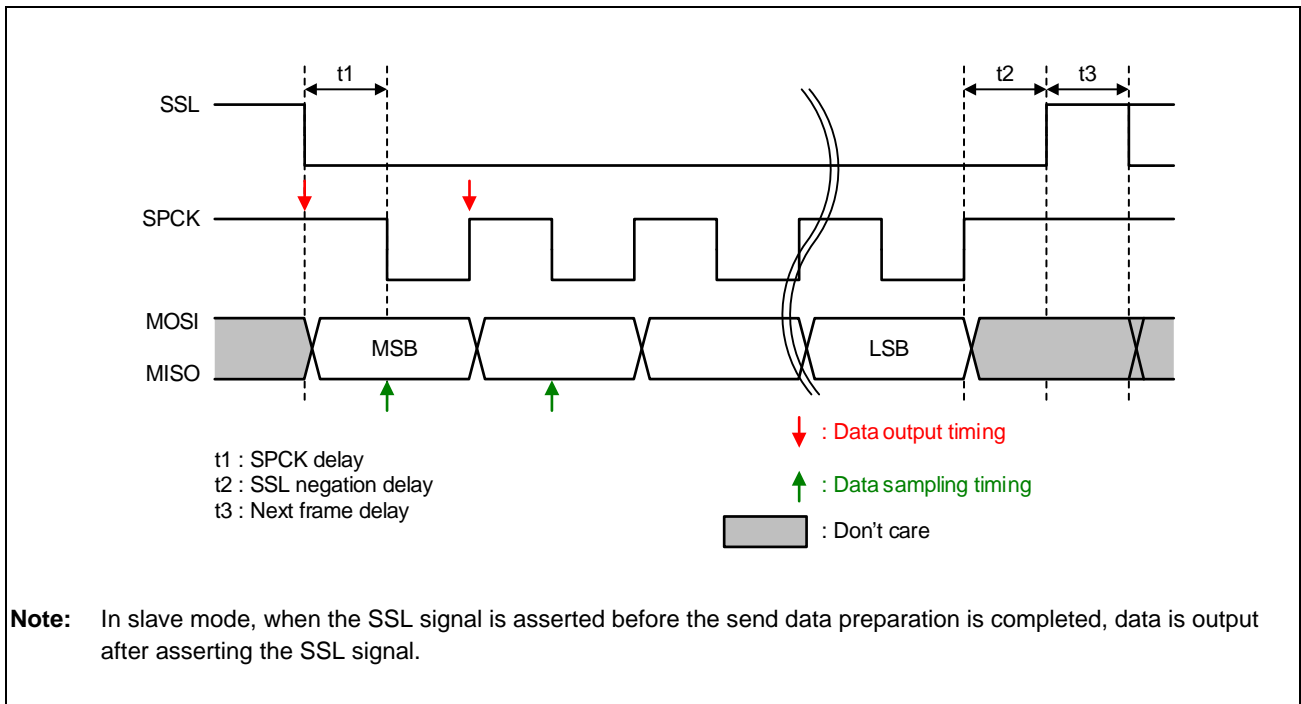 t1
t2
t3
SSL
SPCK
MOSI
MSB
LSB
MISO
: Data output timing
t1 : SPCK delay
t2 : SSL negation delay
: Data sampling timing
t3 : Next frame delay
: Don't care
Note: In slave mode, when the SSL signal is asserted before the send data preparation is completed, data is output
after asserting the SSL signal.